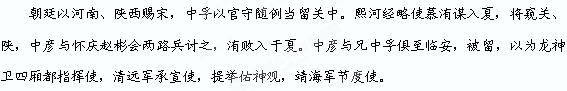 朝廷以河南、陕西赐宋，中孚以官守随例当留关中。熙河经略使慕洧谋入夏，将窥关、
陕，中彦与怀庆赵彬会两路兵讨之，洧败入于夏。中彦与兄中孚俱至临安，被留，以为龙神
卫四厢都指挥使，清远军承宣使，提举佑神观，靖海军节度使。